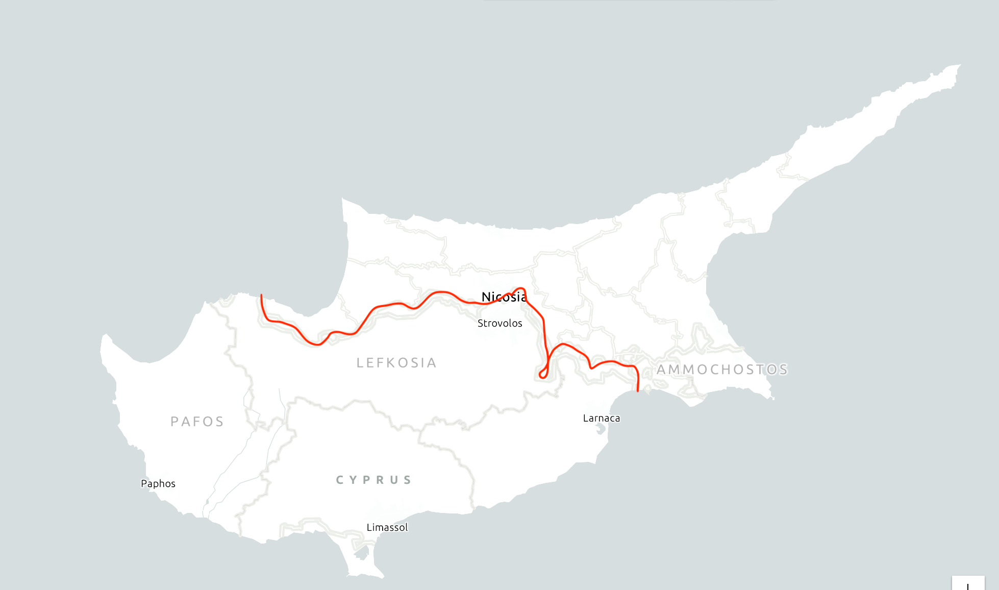 Nicosia
Strovolos
LEFKOSIA
AMMOCHOSTOS
PAFOS
Larnaca
CYPRUS
Paphos
Limassol